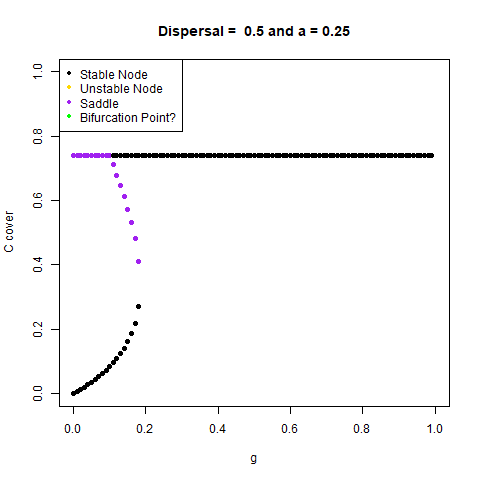 Dispersal =  0.5 and a = 0.25
Stable Node
Unstable Node
Saddle
Bifurcation Point?
C cover
1.0
0.8
0.6
0.4
0.2
0.0
0.0 0.2 0.4 0.6 0.8 1.0
g